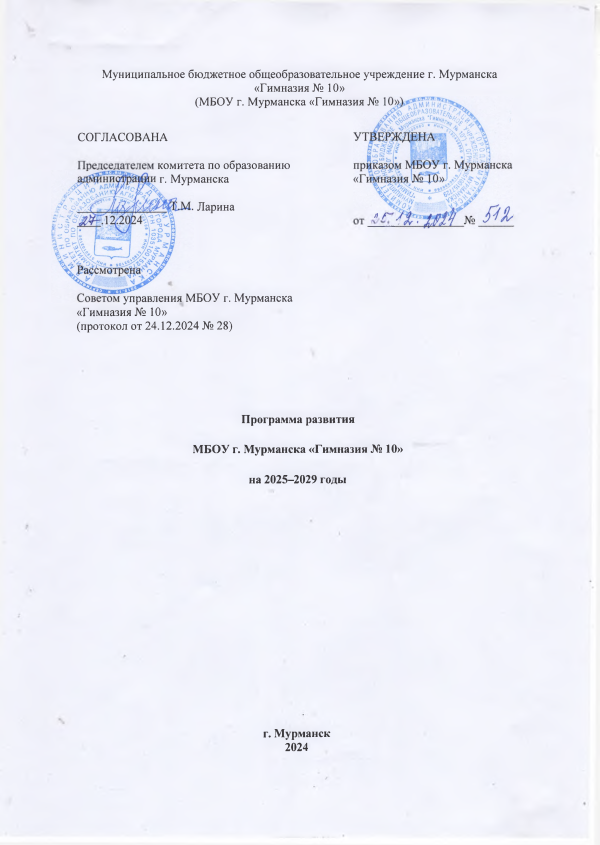 Муниципальное бюджетное общеобразовательное учреждение г. Мурманска
«Гимназия № 10»
(МБОУ г. Мурманска «Гимназия № 10»)
СОГЛАСОВАНА
Председателем комитета по образованию
администрации г. Мурманска
Т.М. Ларина
27.12.2024
Рассмотрена
Советом управления МБОУ г. Мурманска
«Гимназия № 10»
(протокол от 24.12.2024 № 28)
УТВЕРЖДЕНА
приказом МБОУ г. Мурманска
«Гимназия № 10»
от 25.12.2024 № 512
Программа развития
МБОУ г. Мурманска «Гимназия № 10»
на 2025–2029 годы
г. Мурманск
2024